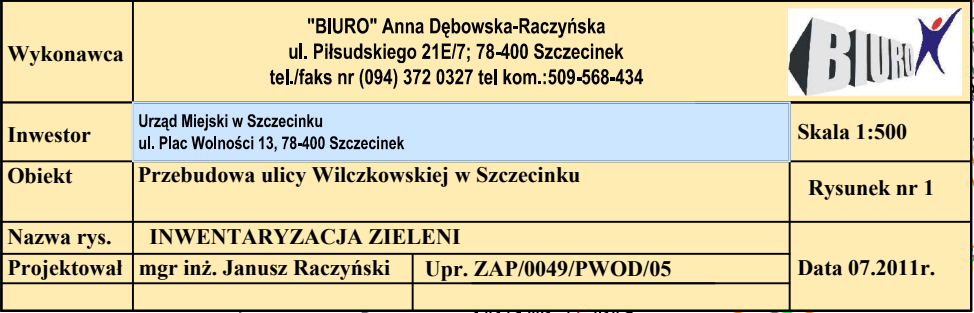 Wykonawca
"BIURO" Anna Dębowska-Raczyńska
ul. Piłsudskiego 21E/7; 78-400 Szczecinek
tel./faks nr (094) 372 0327 tel kom.:509-568-434
BIURO
Inwestor
Urząd Miejski w Szczecinku
ul. Plac Wolności 13, 78-400 Szczecinek
Skala 1:500
Obiekt
Przebudowa ulicy Wilczkowskiej w Szczecinku
Rysunek nr 1
Nazwa rys.
INWENTARYZACJA ZIELENI
Projektował
mgr inż. Janusz Raczyński
Upr. ZAP/0049/PWOD/05
Data 07.2011r.